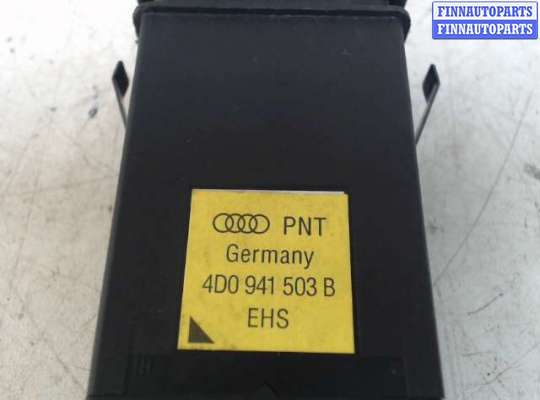 FINNAUTOPARTS
FINNAUTOPARTS
PNT
Germany
4D0 941 503 B
EHS